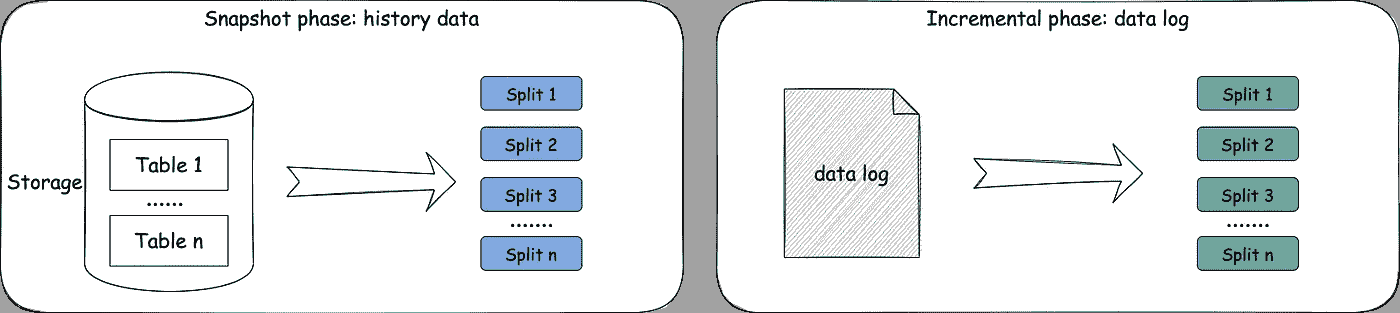 Snapshot phase: history data
Storage
Table 1
......
Table n
Split 1
Split 2
Split 3
.......
Split n
Incremental phase: data log
data log
Split 1
Split 2
Split 3
.......
Split n